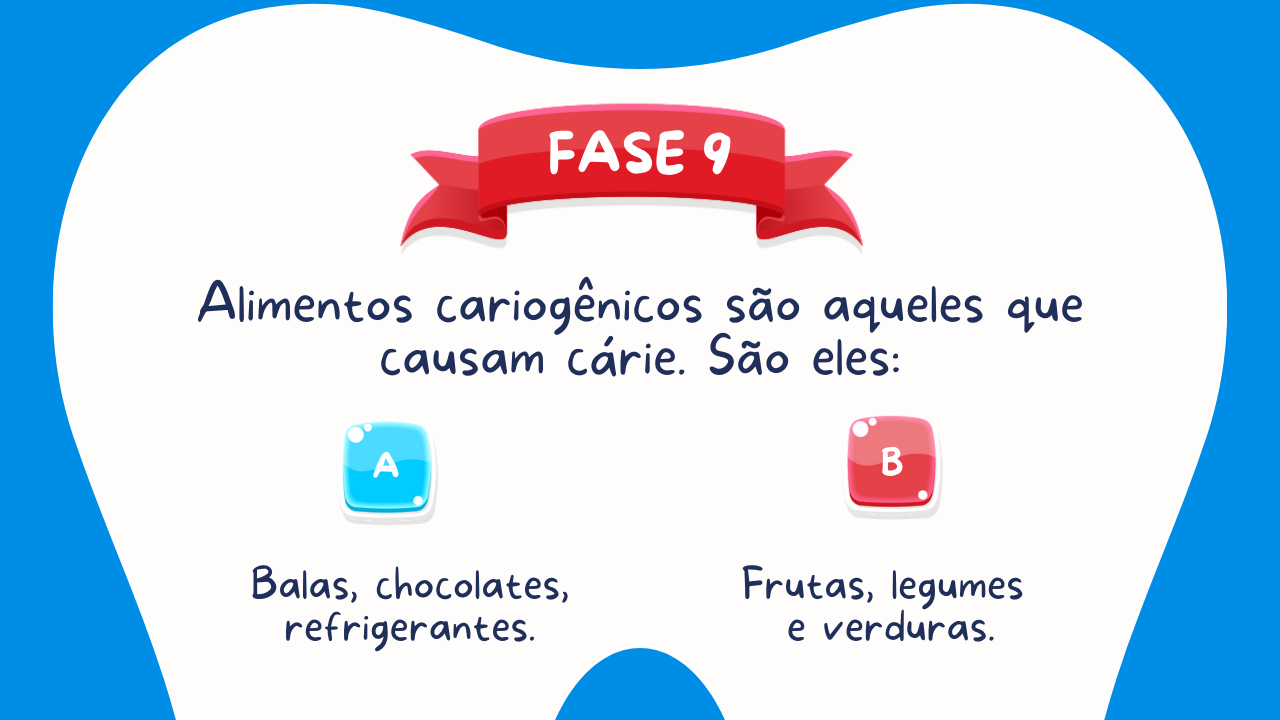 FASE 9
Alimentos cariogênicos são aqueles que
causam cárie. São eles:
A
B
Balas, chocolates,
refrigerantes.
Frutas, legumes
e verduras.